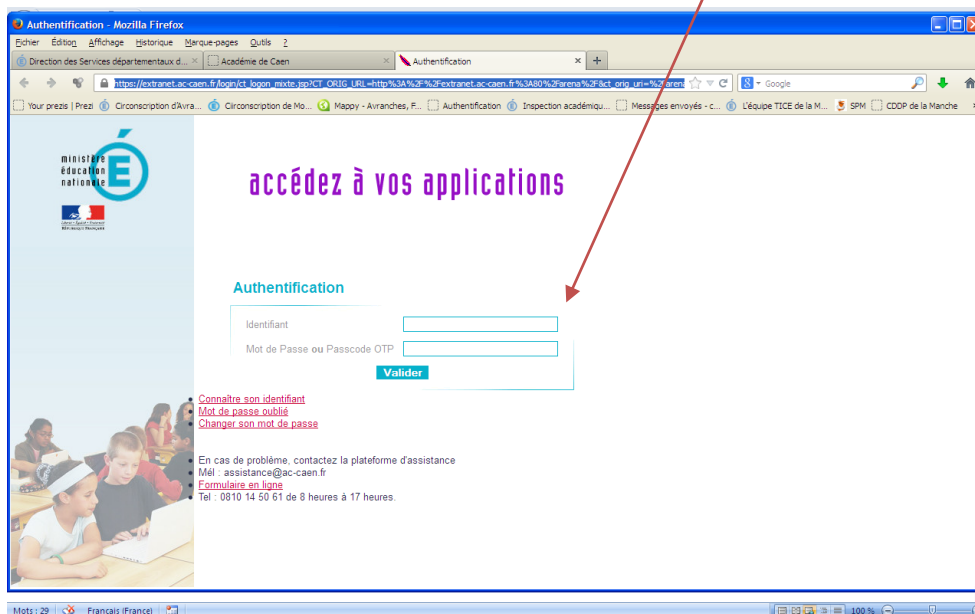 Authentification - Mozilla Firefox
Fichier Édition Affichage Historique Marque-pages Outils ?
Direction des Services départementaux d... × Académie de Caen × Authentification × +
https://extranet.ac-caen.fr/login/ct_logon_mixte.jsp?CT_ORIG_URL=http%3A%2F%2Fextranet.ac-caen.fr%3A80%2Farena%2F&ct_orig_uri=%2Farena Google
Your prezis | Prezi Circonscription d'Avra... Circonscription de Mo... Mappy - Avranches, F... Authentification Inspection académiqu... Messages envoyés - c... L'équipe TICE de la M... SPM CDDP de la Manche
ministère
éducation
nationale
É
Liberté • Égalité • Fraternité
RÉPUBLIQUE FRANÇAISE
accédez à vos applications
Authentification
Identifiant
Mot de Passe ou Passcode OTP
Valider
Connaître son identifiant
Mot de passe oublié
Changer son mot de passe
En cas de problème, contactez la plateforme d'assistance
Mél : assistance@ac-caen.fr
Formulaire en ligne
Tel : 0810 14 50 61 de 8 heures à 17 heures.
Mots : 29 Français (France) 100 %